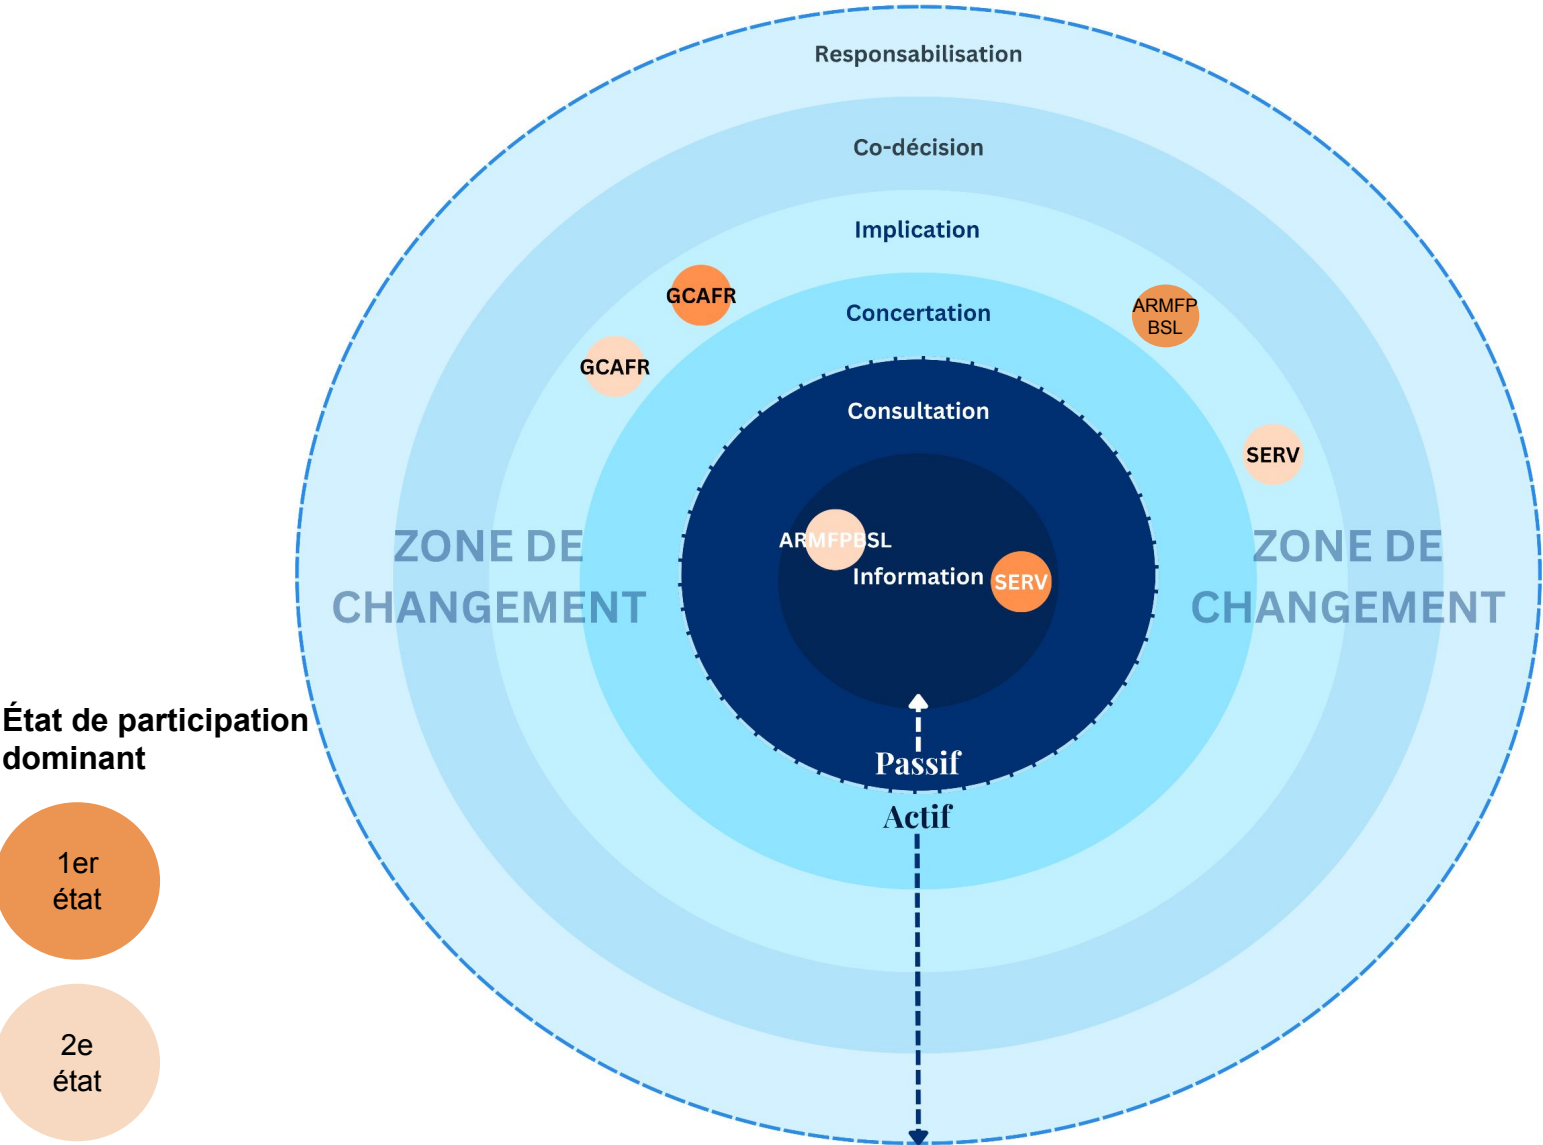 Responsabilisation
Co-décision
Implication
Concertation
Consultation
Information
GCAFR
GCAFR
ARMFP
BSL
SERV
ARMFPBSL
SERV
ZONE DE
CHANGEMENT
ZONE DE
CHANGEMENT
Passif
Actif
État de participation
dominant
1er
état
2e
état